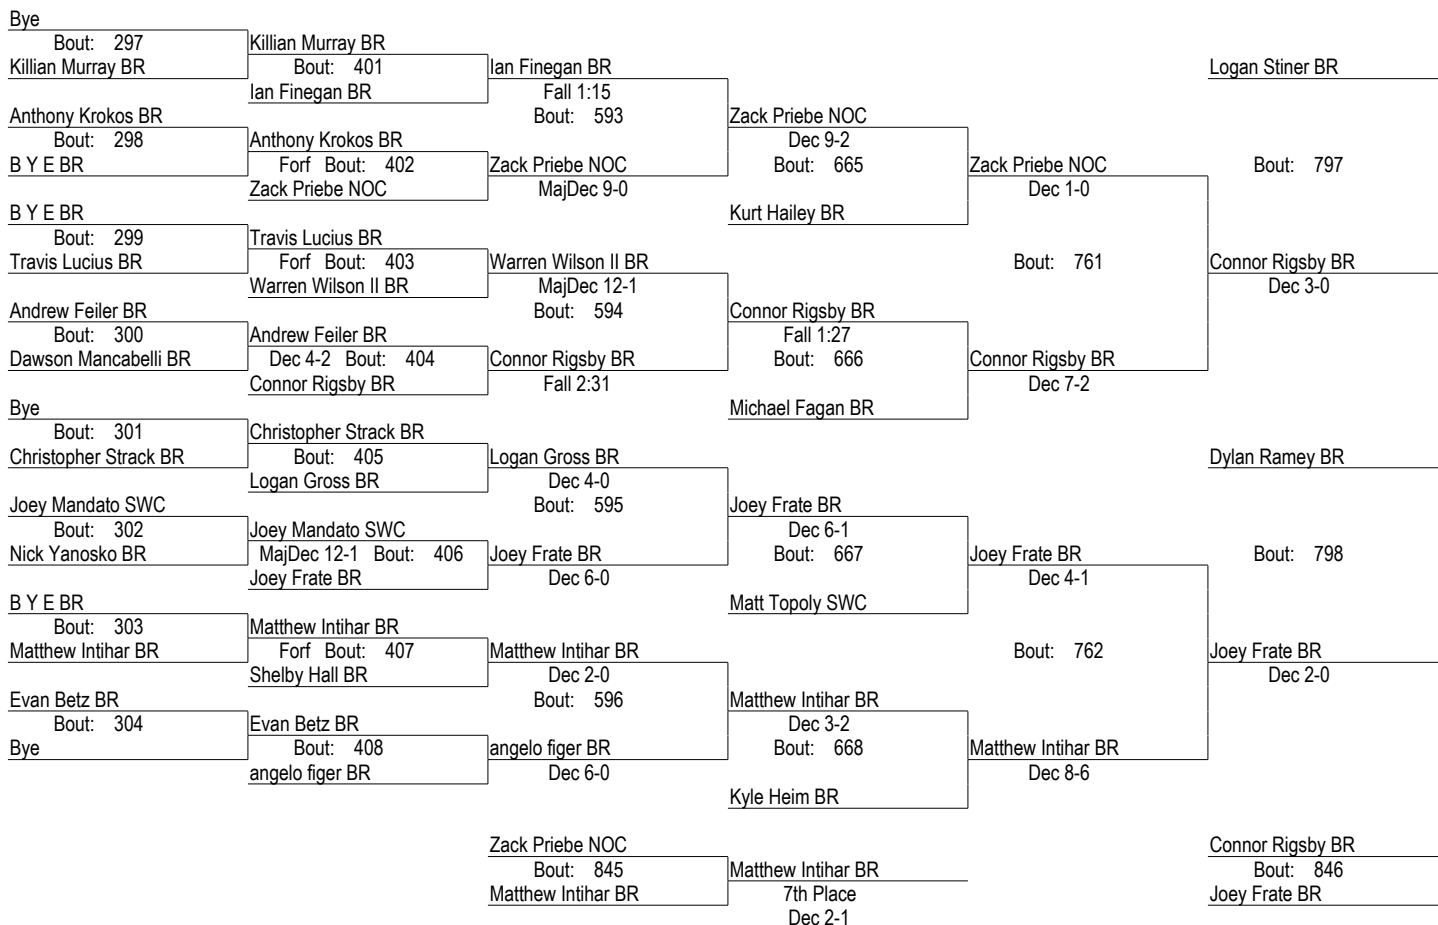 Bye
Bout: 297 Killian Murray BR
Killian Murray BR Bout: 401 Ian Finegan BR Logan Stiner BR
Ian Finegan BR Fall 1:15
Anthony Krokos BR Bout: 593 Zack Priebe NOC
Bout: 298 Anthony Krokos BR Dec 9-2
B Y E BR Forf Bout: 402 Zack Priebe NOC Bout: 665 Zack Priebe NOC Bout: 797
Zack Priebe NOC MajDec 9-0 Dec 1-0
B Y E BR Kurt Hailey BR
Bout: 299 Travis Lucius BR
Travis Lucius BR Forf Bout: 403 Warren Wilson II BR Bout: 761 Connor Rigsby BR
Warren Wilson II BR MajDec 12-1 Dec 3-0
Andrew Feiler BR Bout: 594 Connor Rigsby BR
Bout: 300 Andrew Feiler BR Fall 1:27
Dawson Mancabelli BR Dec 4-2 Bout: 404 Connor Rigsby BR Bout: 666 Connor Rigsby BR
Connor Rigsby BR Fall 2:31 Dec 7-2
Bye Michael Fagan BR
Bout: 301 Christopher Strack BR
Christopher Strack BR Bout: 405 Logan Gross BR Dylan Ramey BR
Logan Gross BR Dec 4-0
Joey Mandato SWC Bout: 595 Joey Frate BR
Bout: 302 Joey Mandato SWC Dec 6-1
Nick Yanosko BR MajDec 12-1 Bout: 406 Joey Frate BR Bout: 667 Joey Frate BR Bout: 798
Joey Frate BR Dec 6-0 Dec 4-1
B Y E BR Matt Topoly SWC
Bout: 303 Matthew Intihar BR
Matthew Intihar BR Forf Bout: 407 Matthew Intihar BR Bout: 762 Joey Frate BR
Shelby Hall BR Dec 2-0 Dec 2-0
Evan Betz BR Bout: 596 Matthew Intihar BR
Bout: 304 Evan Betz BR Dec 3-2
Bye Bout: 408 angelo figer BR Bout: 668 Matthew Intihar BR
angelo figer BR Dec 6-0 Dec 8-6
Kyle Heim BR
Zack Priebe NOC Connor Rigsby BR
Bout: 845 Matthew Intihar BR Bout: 846
Matthew Intihar BR 7th Place Joey Frate BR
Dec 2-1